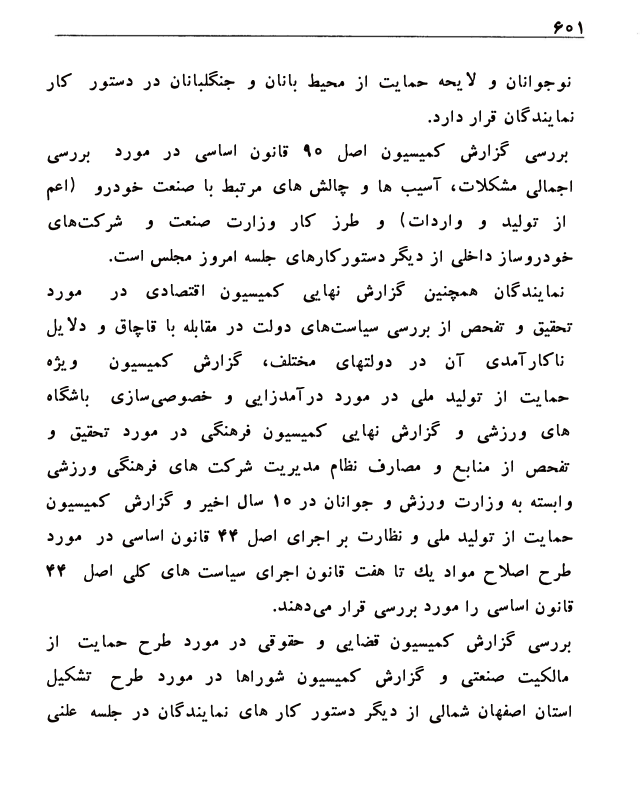 ۶۰۱
نوجوانان و لایحه حمایت از محیط بانان و جنگلبانان در دستور کار
نمایندگان قرار دارد.
بررسی گزارش کمیسیون اصل ۹۰ قانون اساسی در مورد بررسی
اجمالی مشکلات، آسیب ها و چالش های مرتبط با صنعت خودرو (اعم
از تولید و واردات) و طرز کار وزارت صنعت و شرکت‌های
خودروساز داخلی از دیگر دستورکارهای جلسه امروز مجلس است.
نمایندگان همچنین گزارش نهایی کمیسیون اقتصادی در مورد
تحقیق و تفحص از بررسی سیاست‌های دولت در مقابله با قاچاق و دلایل
ناکارآمدی آن در دولتهای مختلف، گزارش کمیسیون ویژه
حمایت از تولید ملی در مورد درآمدزایی و خصوصی‌سازی باشگاه
های ورزشی و گزارش نهایی کمیسیون فرهنگی در مورد تحقیق و
تفحص از منابع و مصارف نظام مدیریت شرکت های فرهنگی ورزشی
وابسته به وزارت ورزش و جوانان در ۱۰ سال اخیر و گزارش کمیسیون
حمایت از تولید ملی و نظارت بر اجرای اصل ۴۴ قانون اساسی در مورد
طرح اصلاح مواد یك تا هفت قانون اجرای سیاست های کلی اصل ۴۴
قانون اساسی را مورد بررسی قرار می‌دهند.
بررسی گزارش کمیسیون قضایی و حقوقی در مورد طرح حمایت از
مالکیت صنعتی و گزارش کمیسیون شوراها در مورد طرح تشکیل
استان اصفهان شمالی از دیگر دستور کار های نمایندگان در جلسه علنی